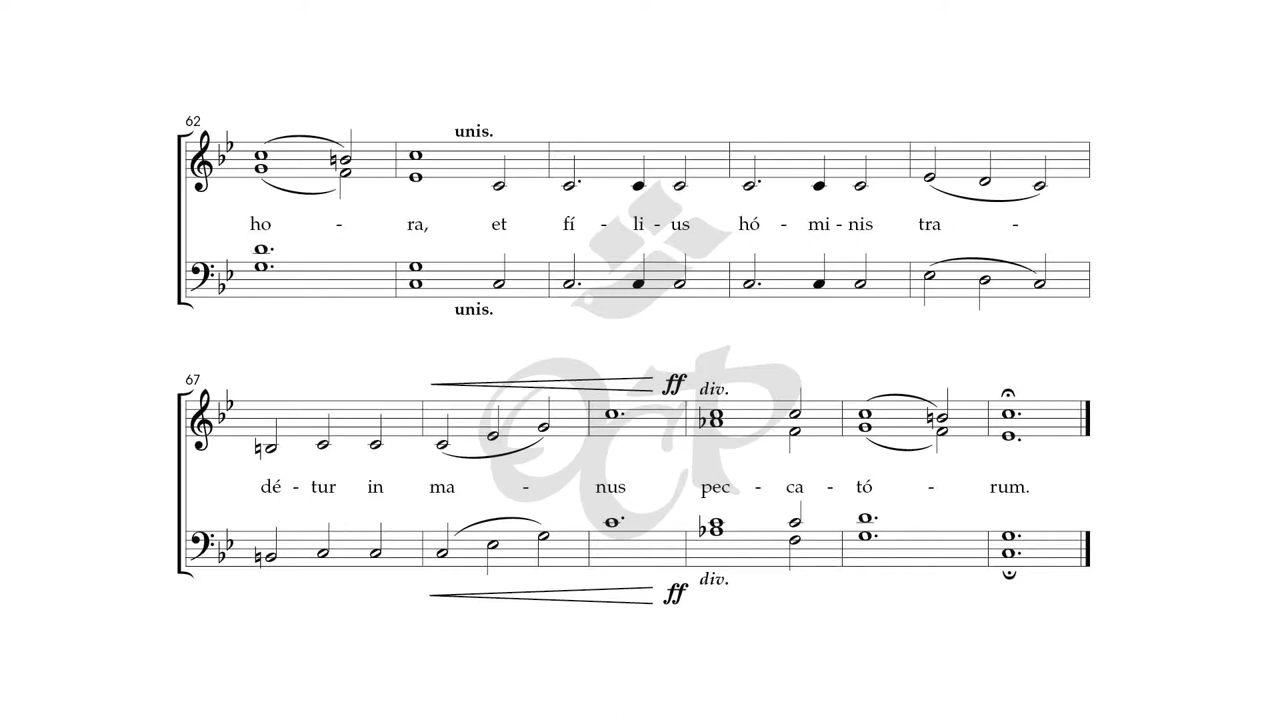 62
unis.
ho - ra, et fí - li - us hó - mi - nis tra -
unis.
67
ff
div.
dé - tur in ma - nus pec - ca - tó - rum.
div.
ff
OCP